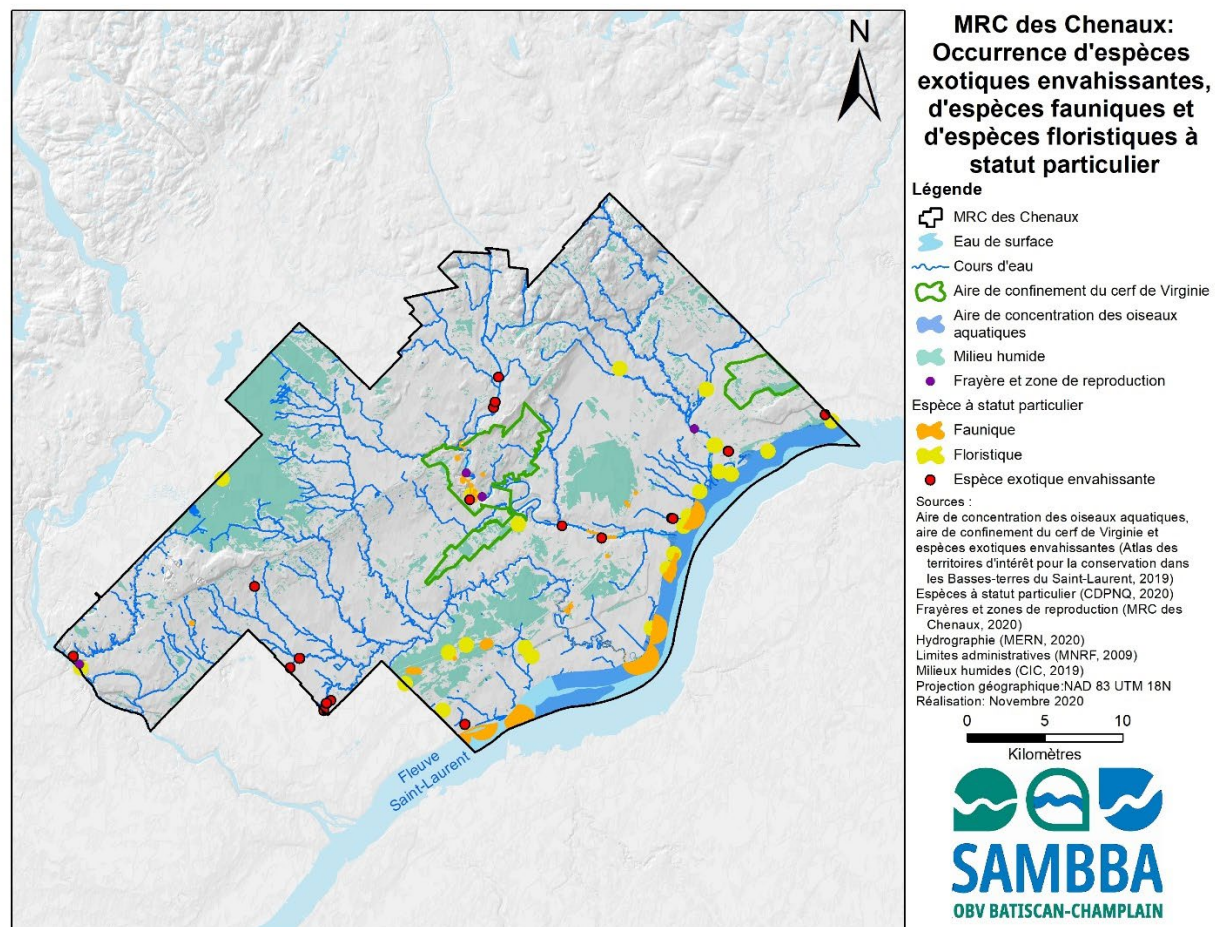 MRC des Chenaux:
Occurrence d'espèces
exotiques envahissantes,
d'espèces fauniques et
d'espèces floristiques à
statut particulier
Légende
MRC des Chenaux
Eau de surface
Cours d'eau
Aire de confinement du cerf de Virginie
Aire de concentration des oiseaux
aquatiques
Milieu humide
Frayère et zone de reproduction
Espèce à statut particulier
Faunique
Floristique
Espèce exotique envahissante
Sources :
Aire de concentration des oiseaux aquatiques,
aire de confinement du cerf de Virginie et
espèces exotiques envahissantes (Atlas des
territoires d'intérêt pour la conservation dans
les Basses-terres du Saint-Laurent, 2019)
Espèces à statut particulier (CDPNQ, 2020)
Frayères et zones de reproduction (MRC des
Chenaux, 2020)
Hydrographie (MERN, 2020)
Limites administratives (MNRF, 2009)
Milieux humides (CIC, 2019)
Projection géographique:NAD 83 UTM 18N
Réalisation: Novembre 2020
0 5 10
Kilomètres
SAMBBA
OBV BATISCAN-CHAMPLAIN
N
Fleuve
Saint-Laurent